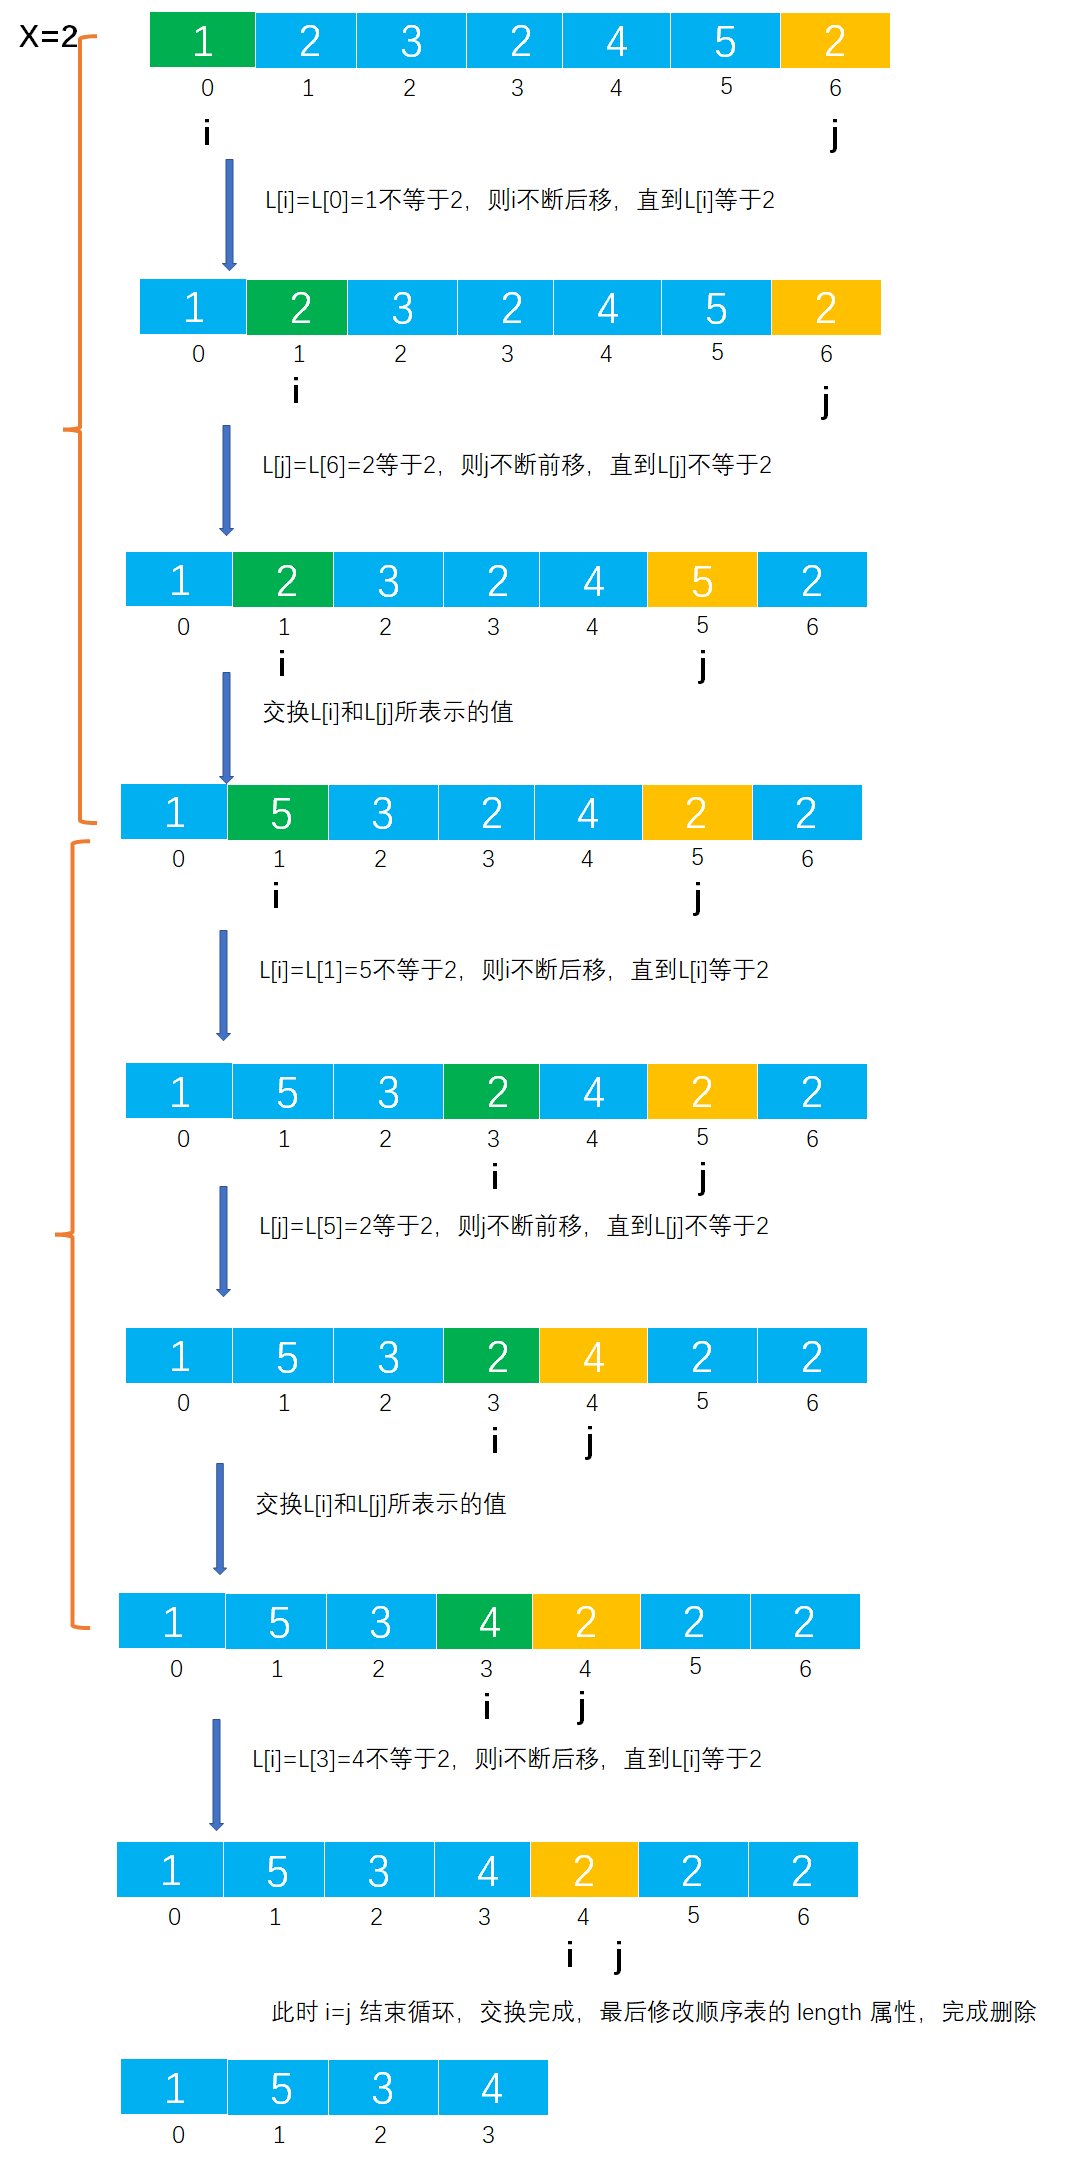 X=2
1 2 3 2 4 5 2
0 1 2 3 4 5 6
i j
L[i]=L[0]=1不等于2，则i不断后移，直到L[i]等于2
1 2 3 2 4 5 2
0 1 2 3 4 5 6
i j
L[j]=L[6]=2等于2，则j不断前移，直到L[j]不等于2
1 2 3 2 4 5 2
0 1 2 3 4 5 6
i j
交换L[i]和L[j]所表示的值
1 5 3 2 4 2 2
0 1 2 3 4 5 6
i j
L[i]=L[1]=5不等于2，则i不断后移，直到L[i]等于2
1 5 3 2 4 2 2
0 1 2 3 4 5 6
i j
L[j]=L[5]=2等于2，则j不断前移，直到L[j]不等于2
1 5 3 2 4 2 2
0 1 2 3 4 5 6
i j
交换L[i]和L[j]所表示的值
1 5 3 4 2 2 2
0 1 2 3 4 5 6
i j
L[i]=L[3]=4不等于2，则i不断后移，直到L[i]等于2
1 5 3 4 2 2 2
0 1 2 3 4 5 6
i j
此时 i=j 结束循环，交换完成，最后修改顺序表的 length 属性，完成删除
1 5 3 4
0 1 2 3